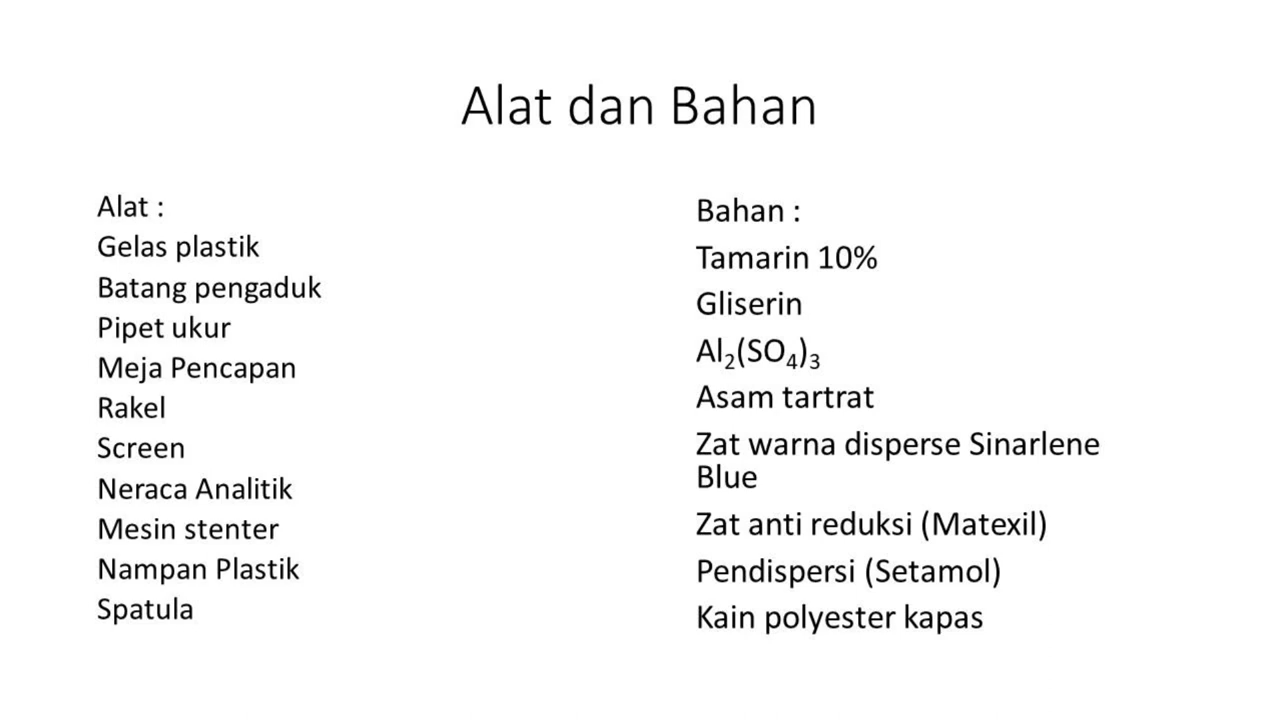 Alat dan Bahan
Alat :
Gelas plastik
Batang pengaduk
Pipet ukur
Meja Pencapan
Rakel
Screen
Neraca Analitik
Mesin stenter
Nampan Plastik
Spatula
Bahan :
Tamarin 10%
Gliserin
Al₂(SO₄)₃
Asam tartrat
Zat warna disperse Sinarlene
Blue
Zat anti reduksi (Matexil)
Pendispersi (Setamol)
Kain polyester kapas